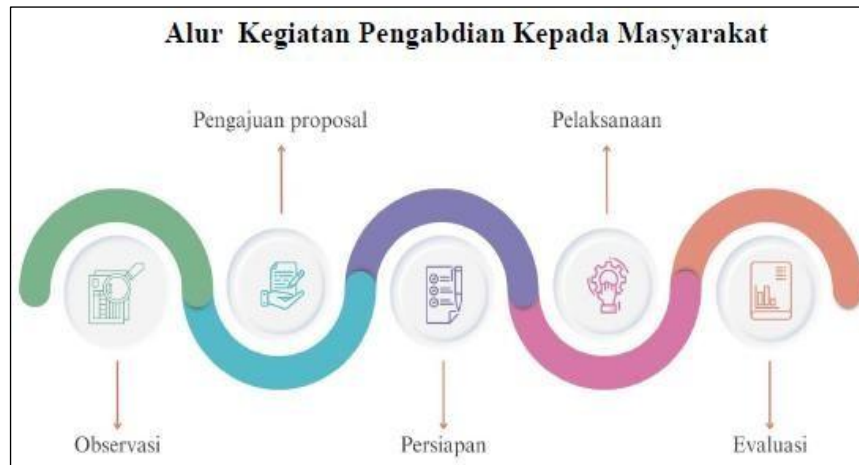 Alur Kegiatan Pengabdian Kepada Masyarakat
Pengajuan proposal
Pelaksanaan
Observasi
Persiapan
Evaluasi